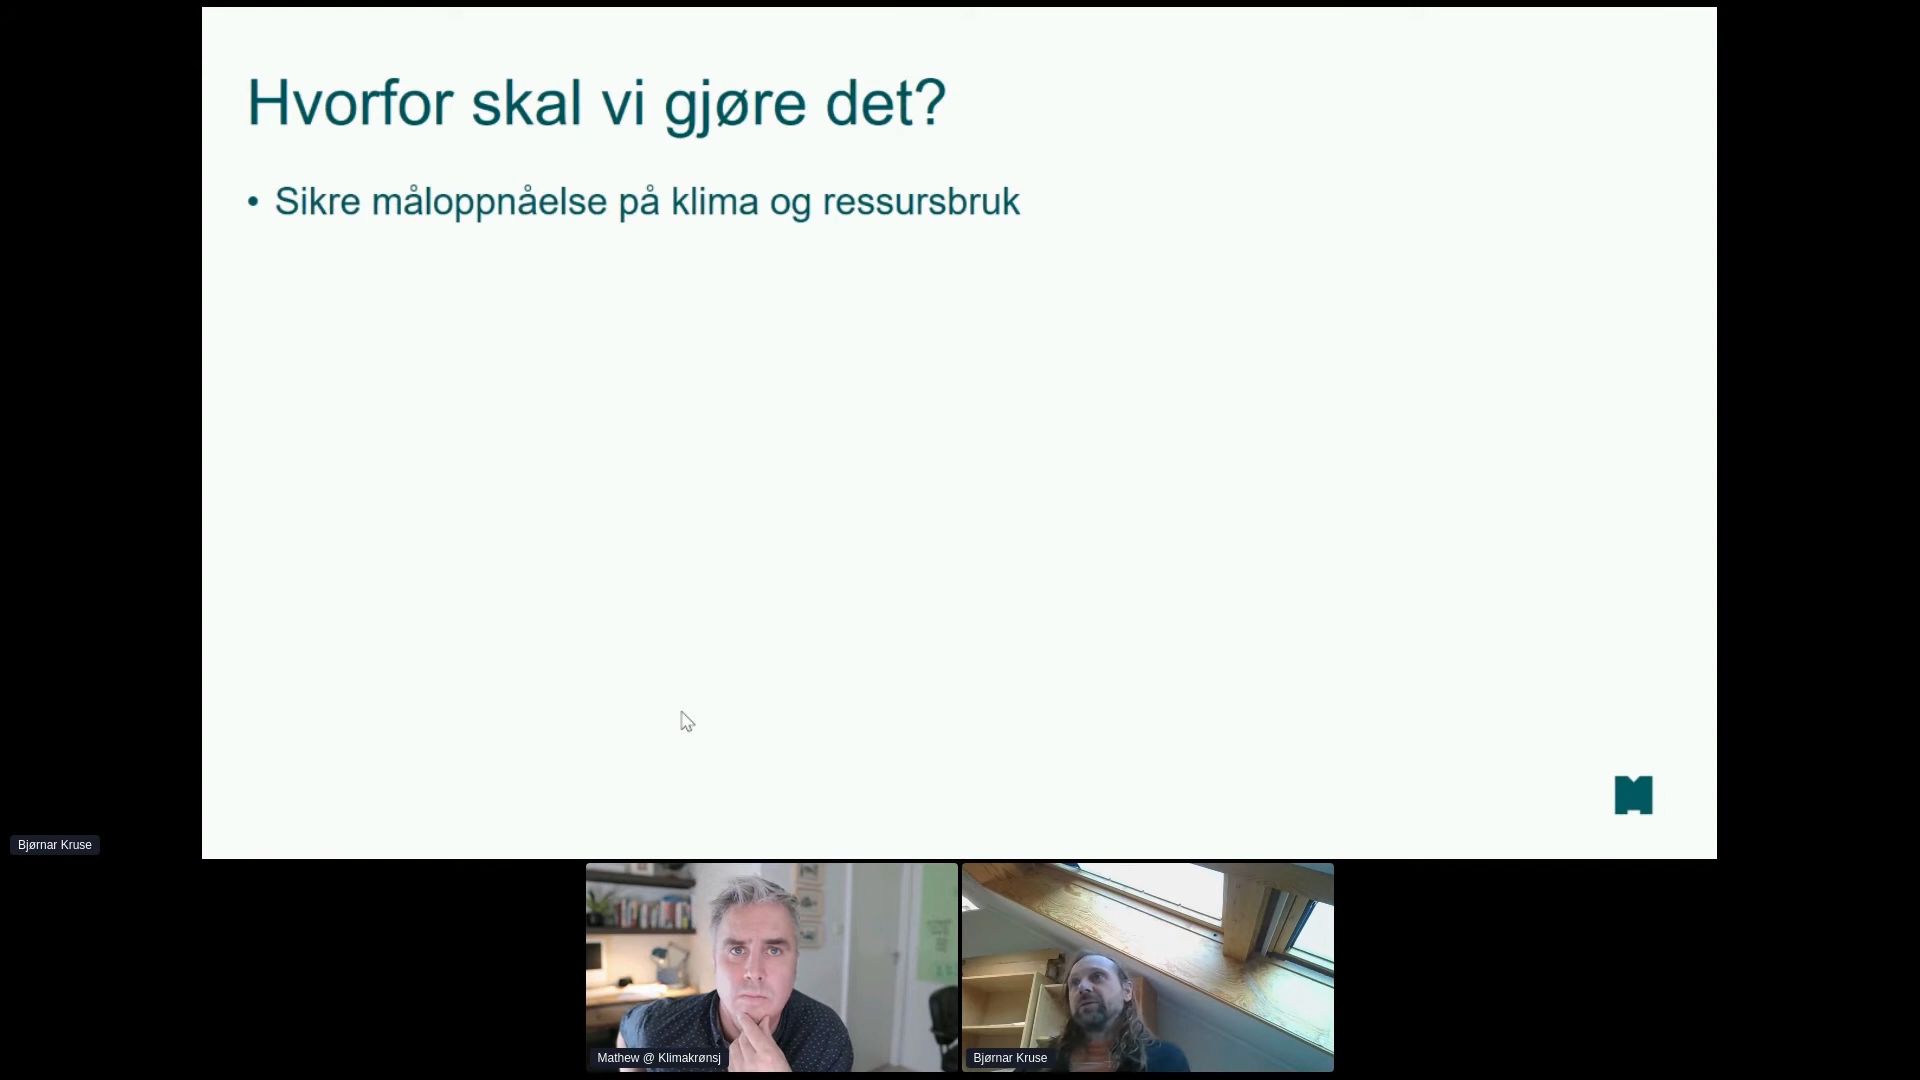 Hvorfor skal vi gjøre det?
• Sikre måloppnåelse på klima og ressursbruk
Bjørnar Kruse
Mathew @ Klimakrønsj
Bjørnar Kruse